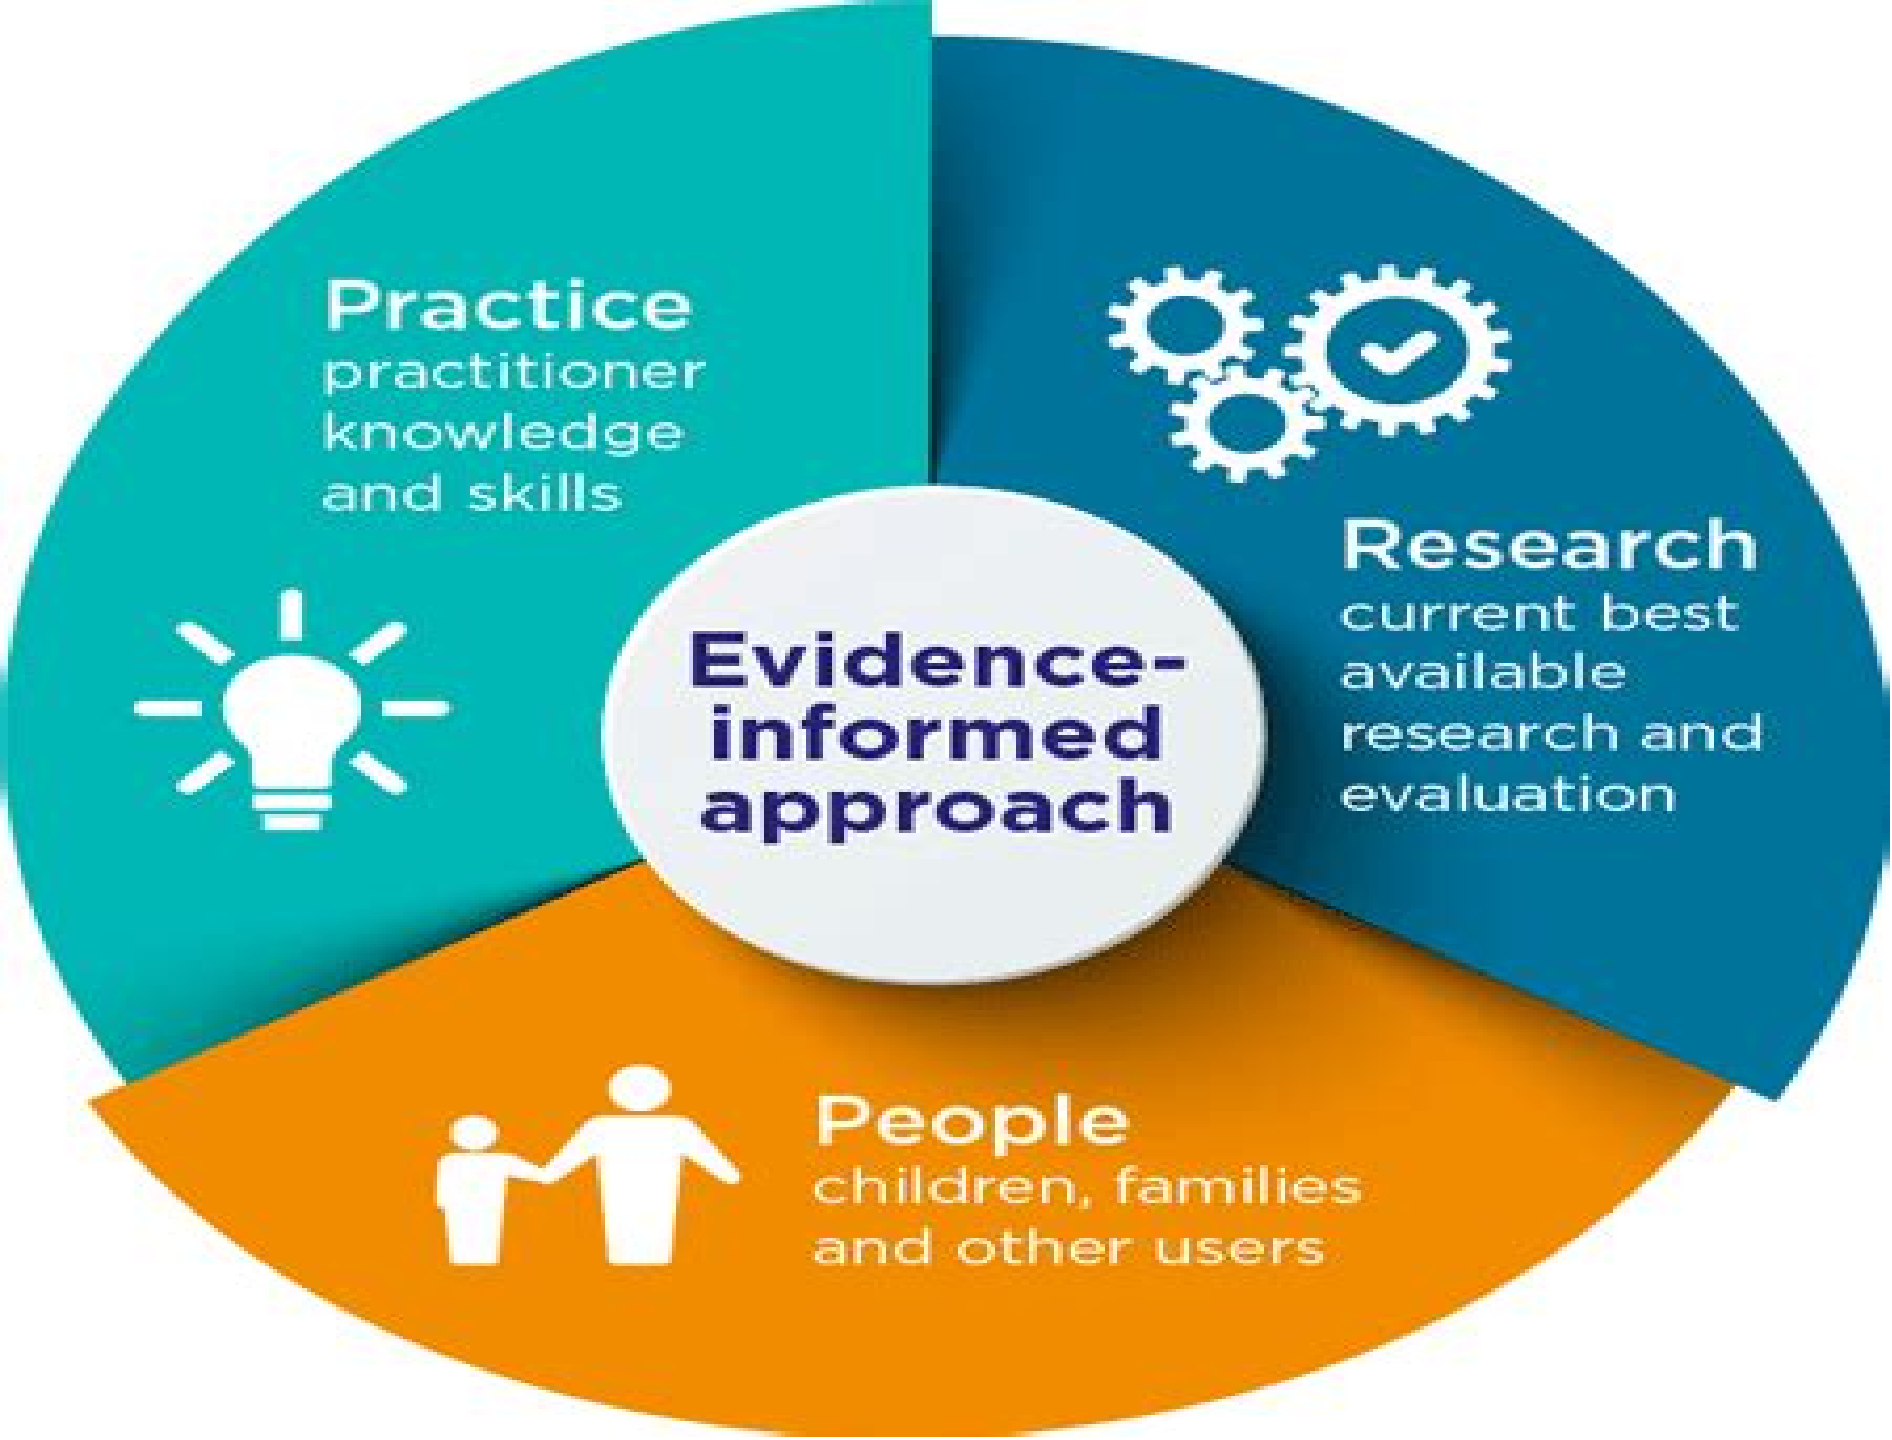 Practice
practitioner
knowledge
and skills
Research
current best
available
research and
evaluation
Evidence-
informed
approach
People
children, families
and other users